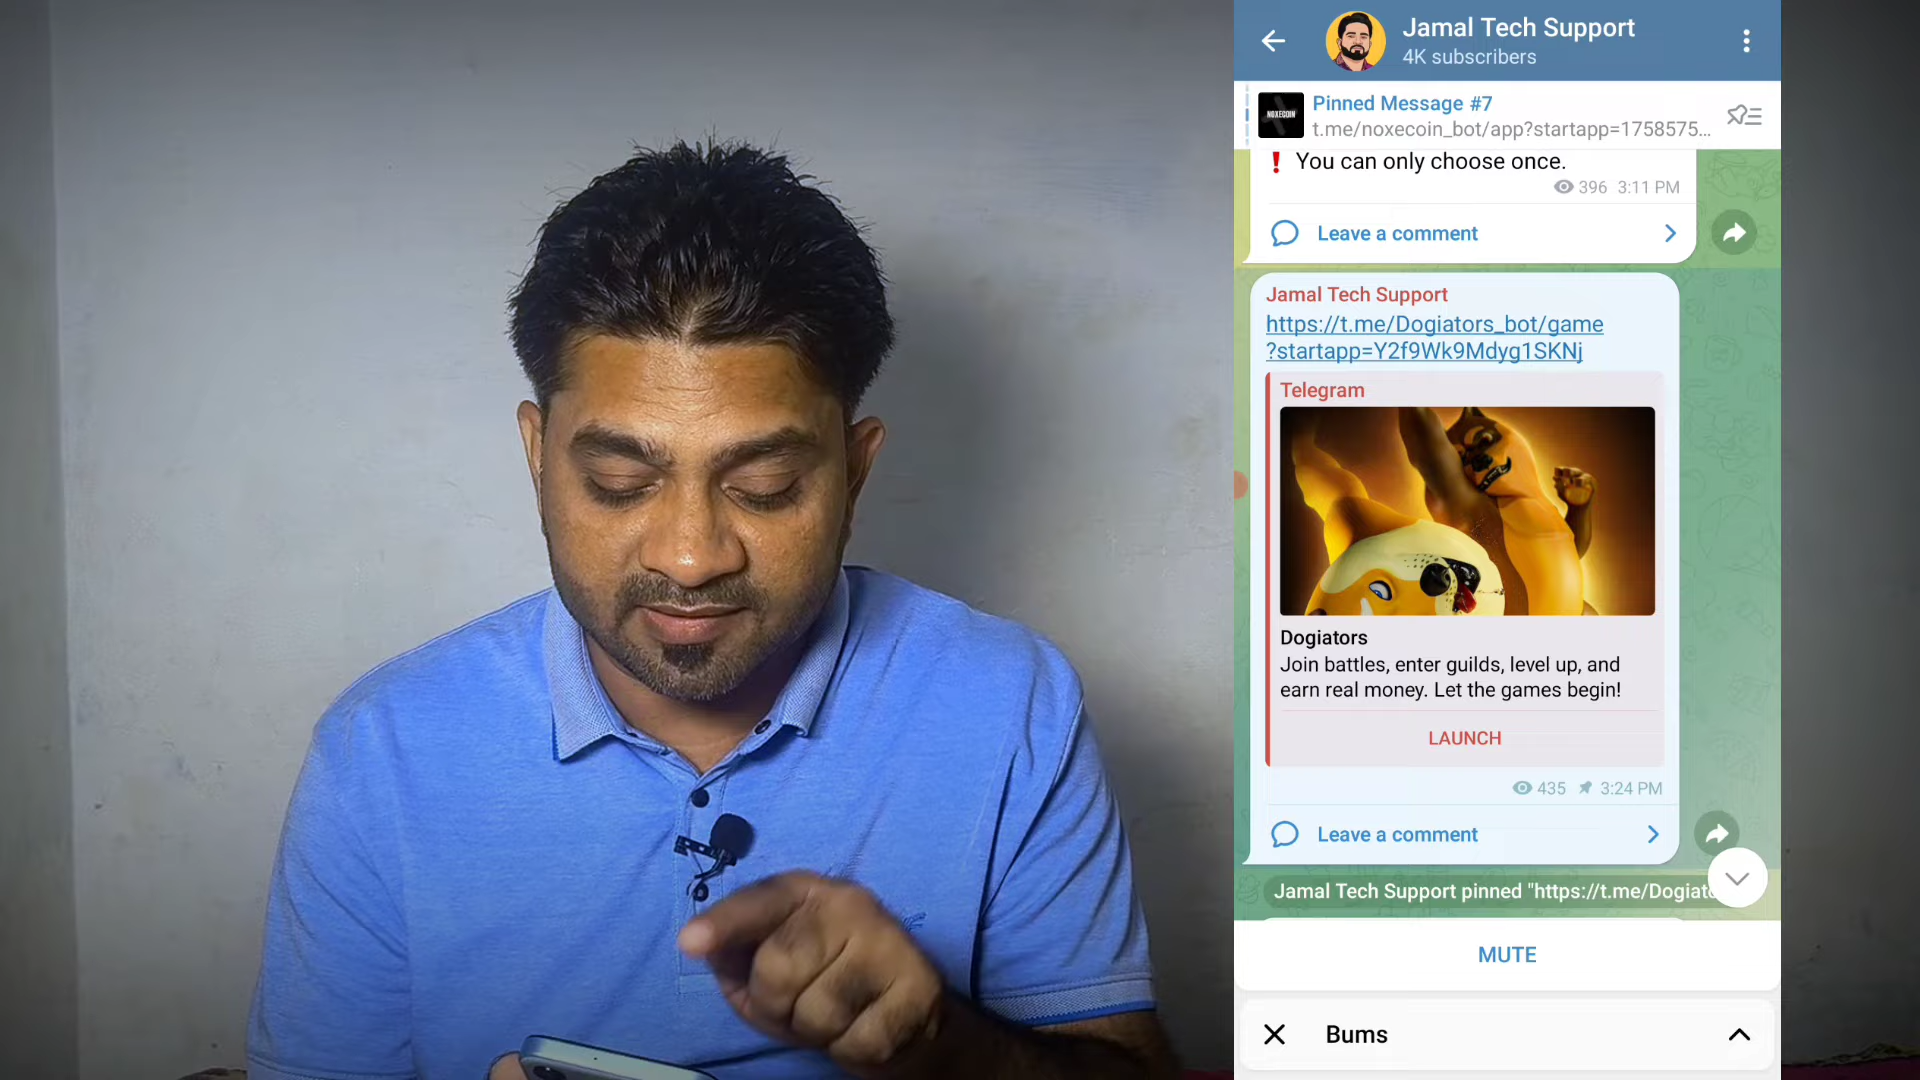 Jamal Tech Support
4K subscribers
NOXECOIN
Pinned Message #7
t.me/noxecoin_bot/app?startapp=1758575...
❗ You can only choose once.
396 3:11 PM
Leave a comment
Jamal Tech Support
https://t.me/Dogiators_bot/game
?startapp=Y2f9Wk9Mdyg1SKNj
Telegram
Dogiators
Join battles, enter guilds, level up, and
earn real money. Let the games begin!
LAUNCH
435 3:24 PM
Leave a comment
Jamal Tech Support pinned "https://t.me/Dogiat
MUTE
Bums